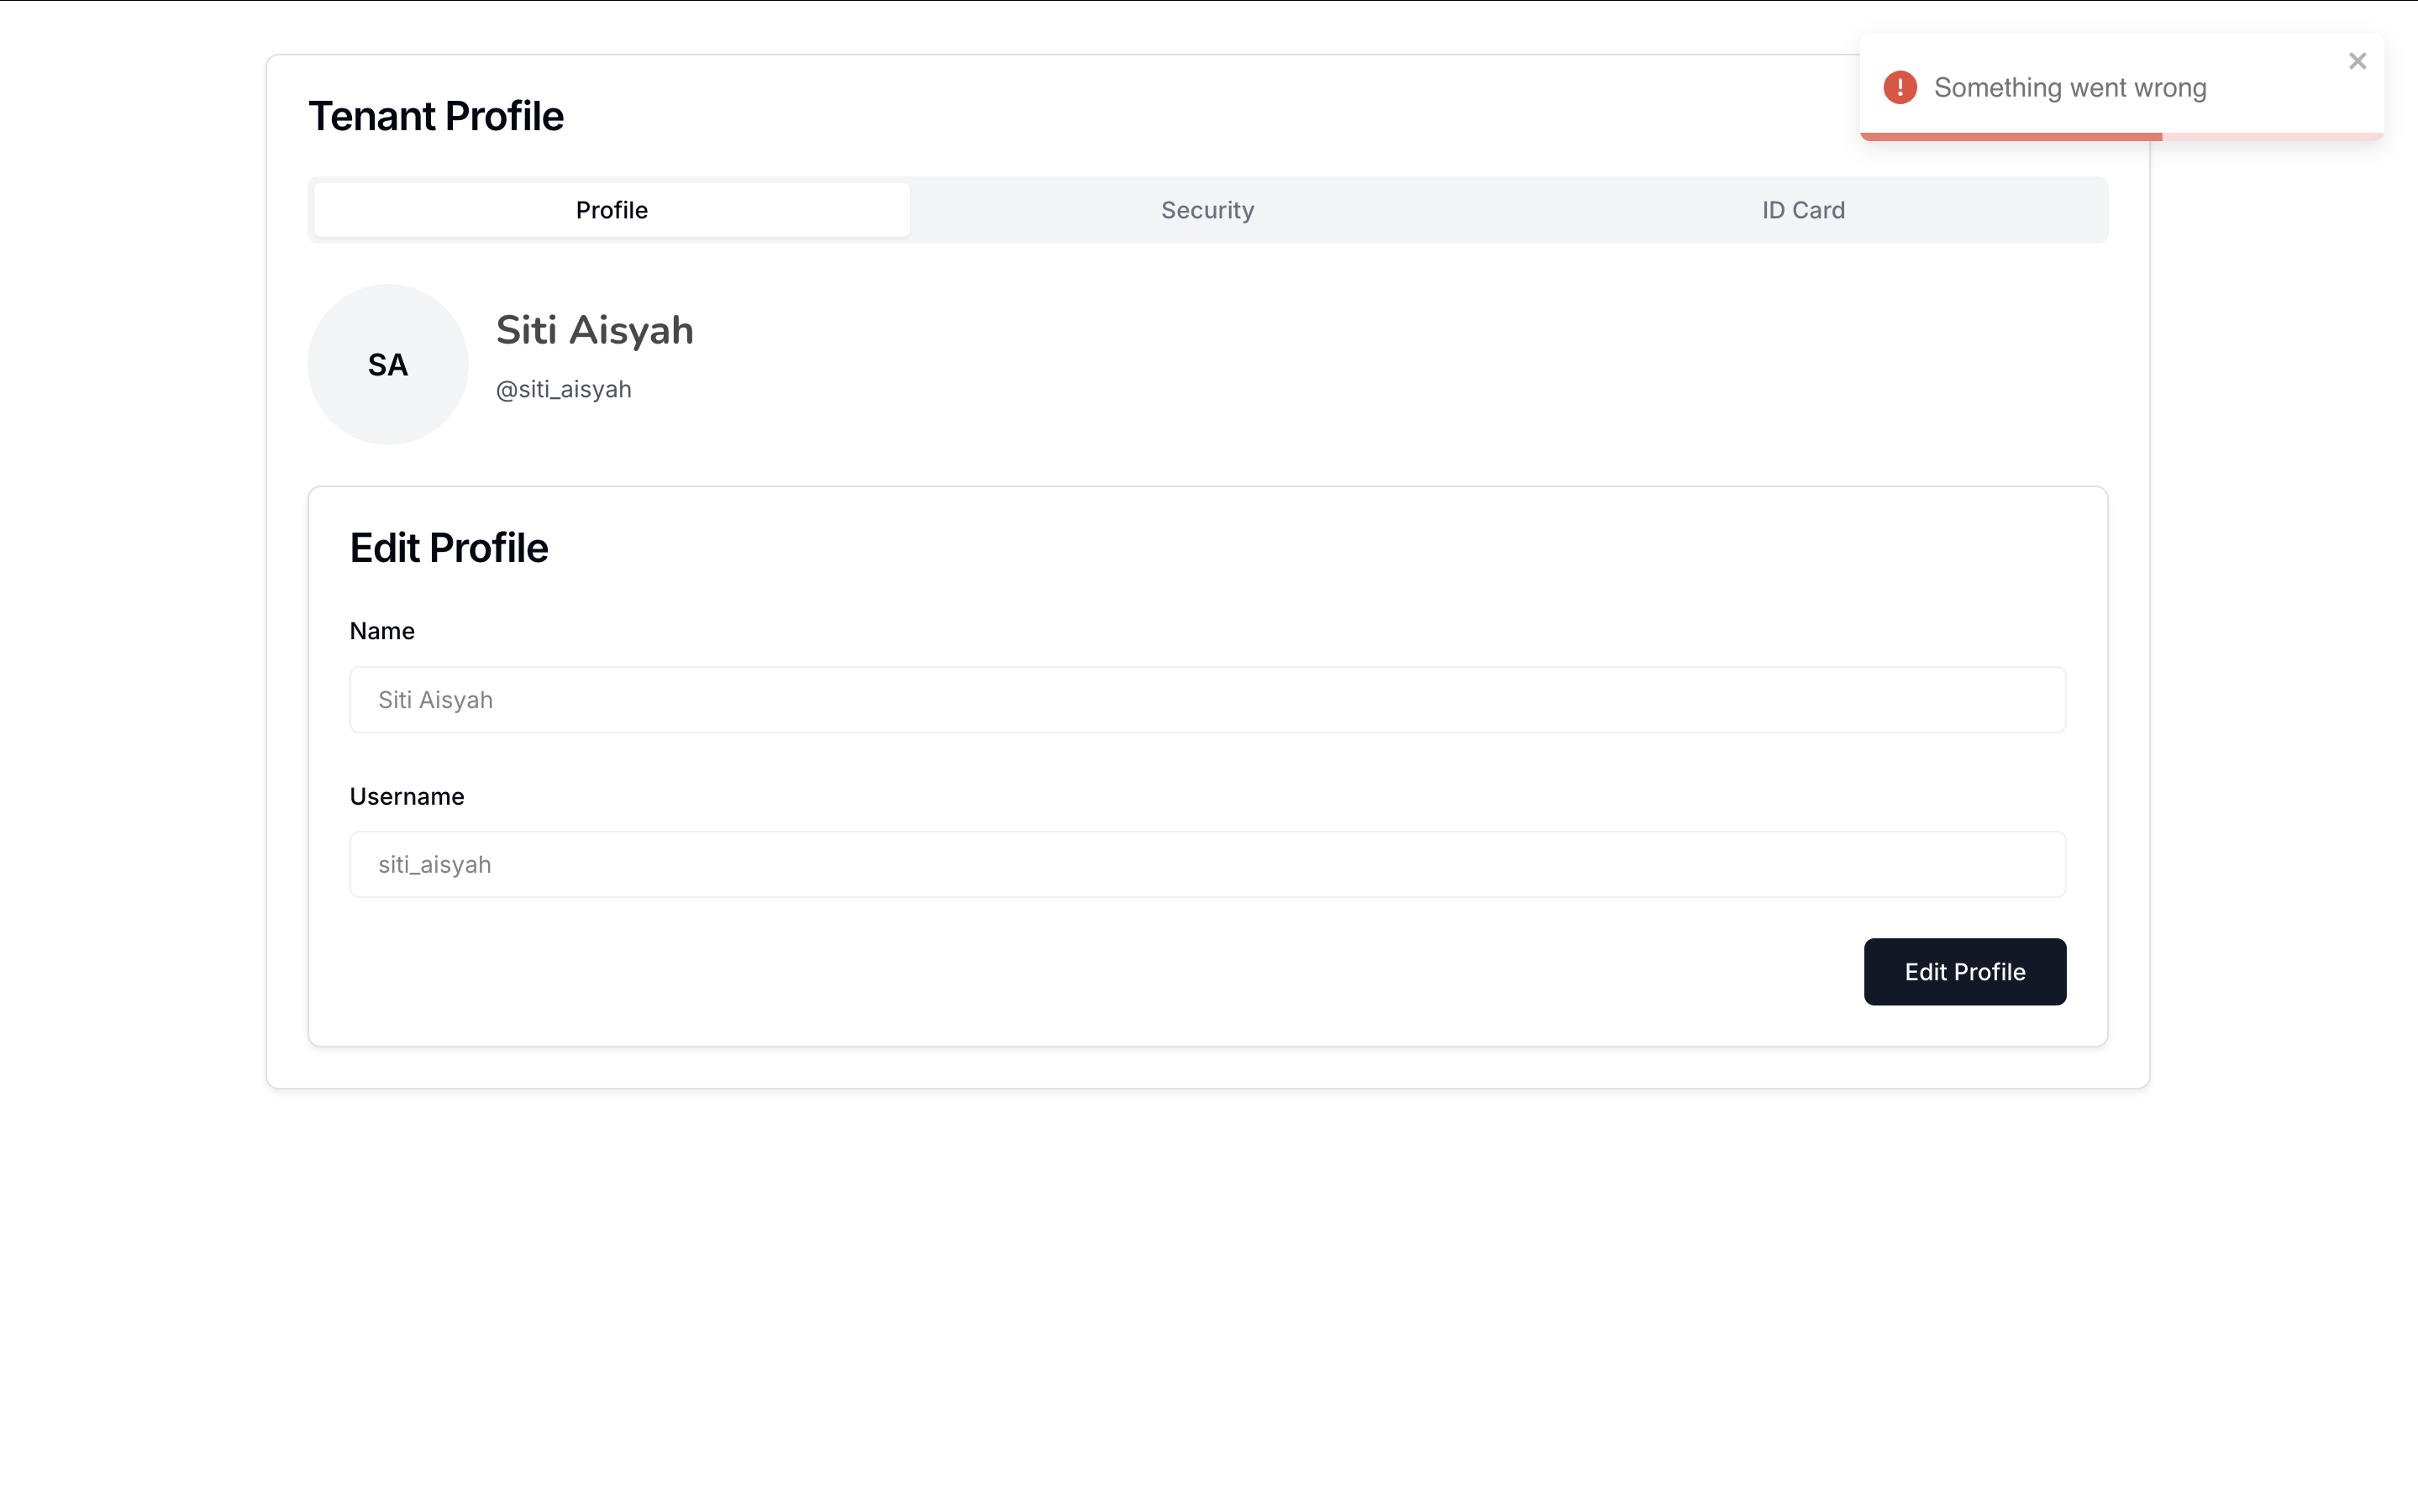 Something went wrong
Tenant Profile
Profile
Security
ID Card
SA
Siti Aisyah
@siti_aisyah
Edit Profile
Name
Siti Aisyah
Username
siti_aisyah
Edit Profile